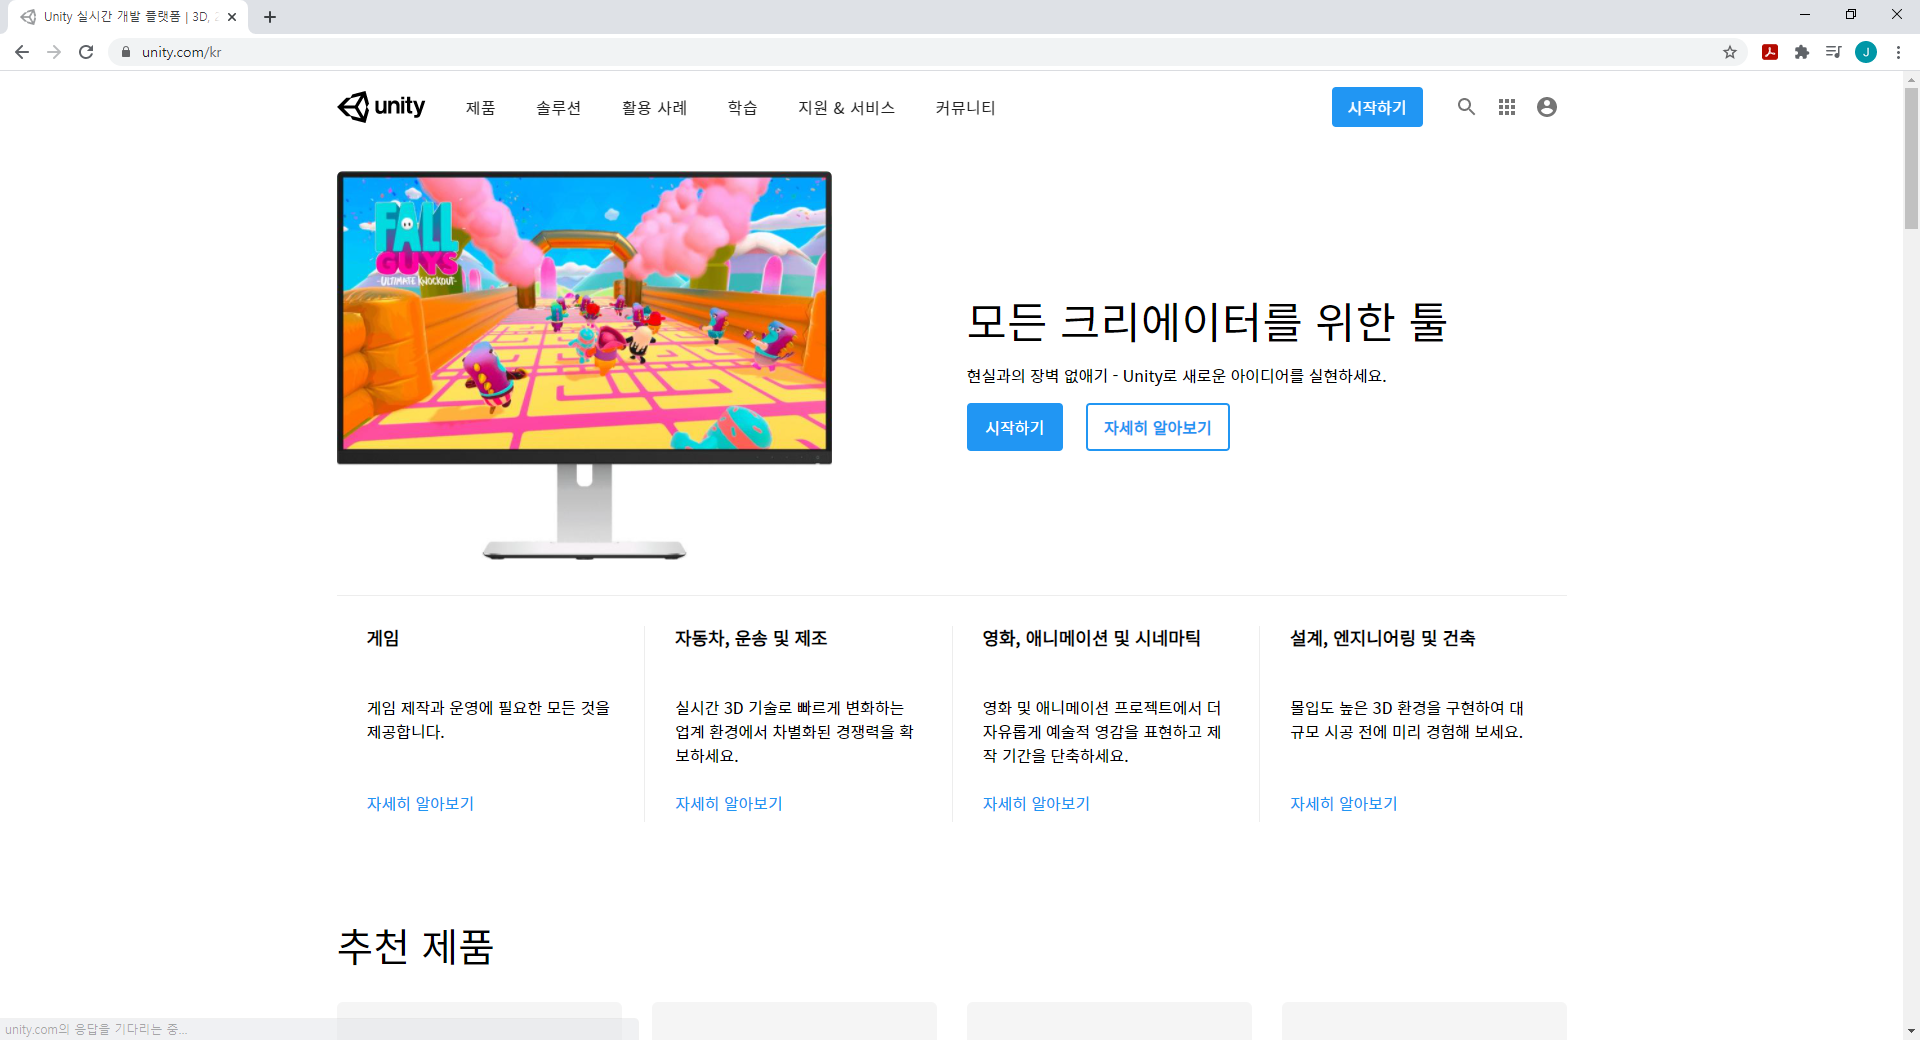 Unity 실시간 개발 플랫폼 | 3D,
unity.com/kr
J
unity
제품 솔루션 활용 사례 학습 지원 & 서비스 커뮤니티 시작하기
FALL
GUYS
-ULTIMATE KNOCKOUT-
모든 크리에이터를 위한 툴
현실과의 장벽 없애기 - Unity로 새로운 아이디어를 실현하세요.
시작하기 자세히 알아보기
게임
게임 제작과 운영에 필요한 모든 것을
제공합니다.
자세히 알아보기
자동차, 운송 및 제조
실시간 3D 기술로 빠르게 변화하는
업계 환경에서 차별화된 경쟁력을 확
보하세요.
자세히 알아보기
영화, 애니메이션 및 시네마틱
영화 및 애니메이션 프로젝트에서 더
자유롭게 예술적 영감을 표현하고 제
작 기간을 단축하세요.
자세히 알아보기
설계, 엔지니어링 및 건축
몰입도 높은 3D 환경을 구현하여 대
규모 시공 전에 미리 경험해 보세요.
자세히 알아보기
추천 제품
unity.com의 응답을 기다리는 중...